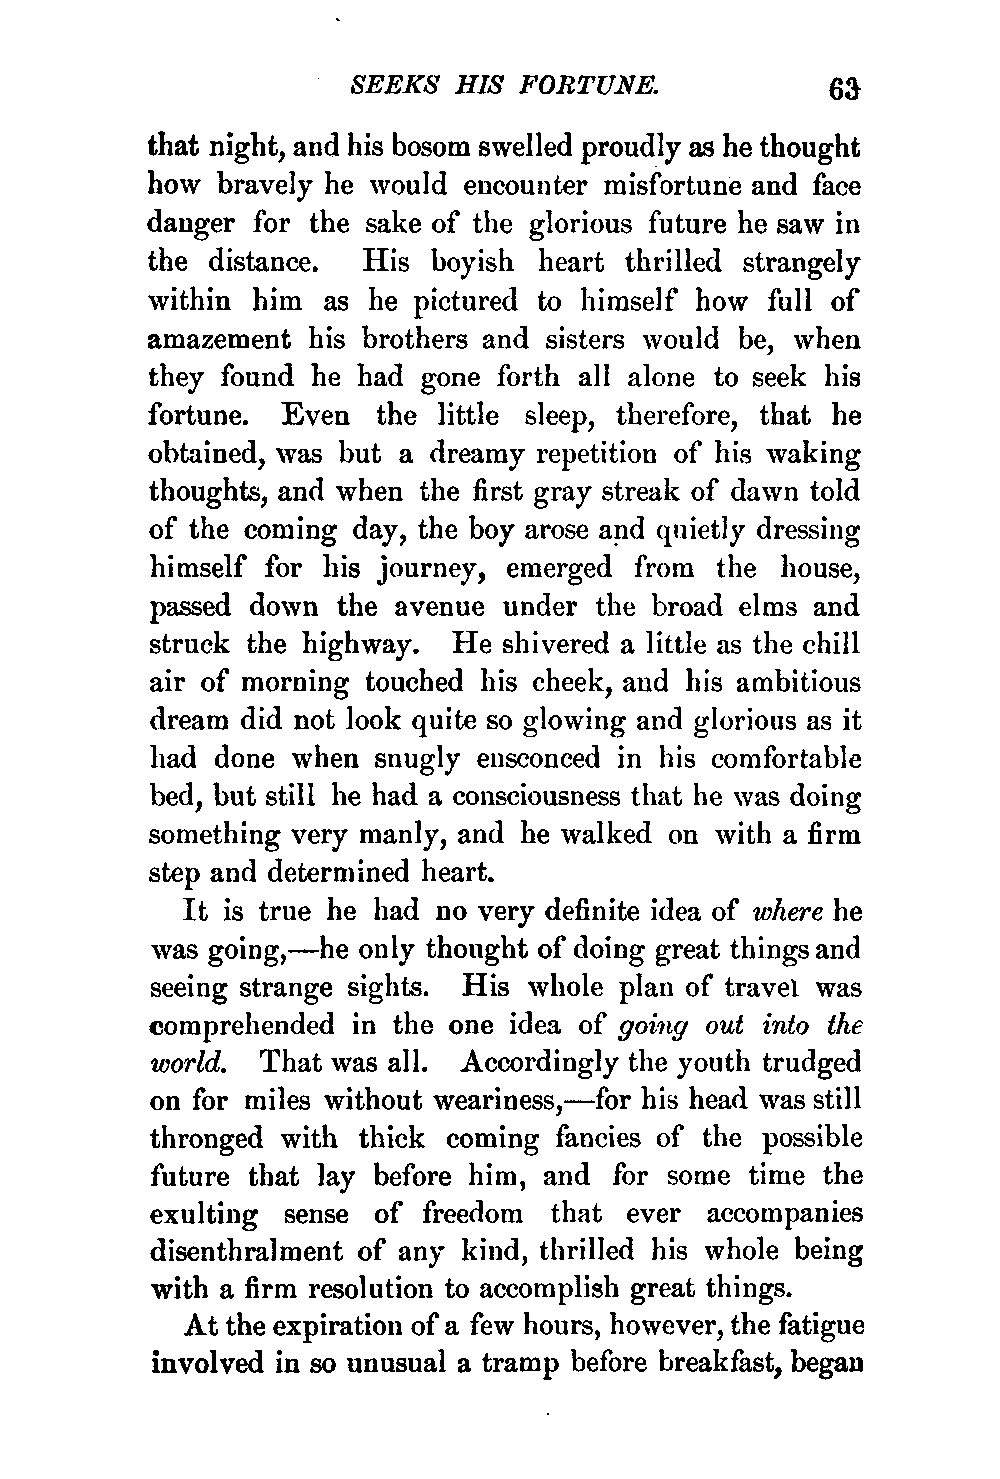 SEEKS HIS FORTUNE. 63
that night, and his bosom swelled proudly as he thought
how bravely he would encounter misfortune and face
danger for the sake of the glorious future he saw in
the distance. His boyish heart thrilled strangely
within him as he pictured to himself how full of
amazement his brothers and sisters would be, when
they found he had gone forth all alone to seek his
fortune. Even the little sleep, therefore, that he
obtained, was but a dreamy repetition of his waking
thoughts, and when the first gray streak of dawn told
of the coming day, the boy arose and quietly dressing
himself for his journey, emerged from the house,
passed down the avenue under the broad elms and
struck the highway. He shivered a little as the chill
air of morning touched his cheek, and his ambitious
dream did not look quite so glowing and glorious as it
had done when snugly ensconced in his comfortable
bed, but still he had a consciousness that he was doing
something very manly, and he walked on with a firm
step and determined heart.
It is true he had no very definite idea of where he
was going,—he only thought of doing great things and
seeing strange sights. His whole plan of travel was
comprehended in the one idea of going out into the
world. That was all. Accordingly the youth trudged
on for miles without weariness,—for his head was still
thronged with thick coming fancies of the possible
future that lay before him, and for some time the
exulting sense of freedom that ever accompanies
disenthralment of any kind, thrilled his whole being
with a firm resolution to accomplish great things.
At the expiration of a few hours, however, the fatigue
involved in so unusual a tramp before breakfast, began